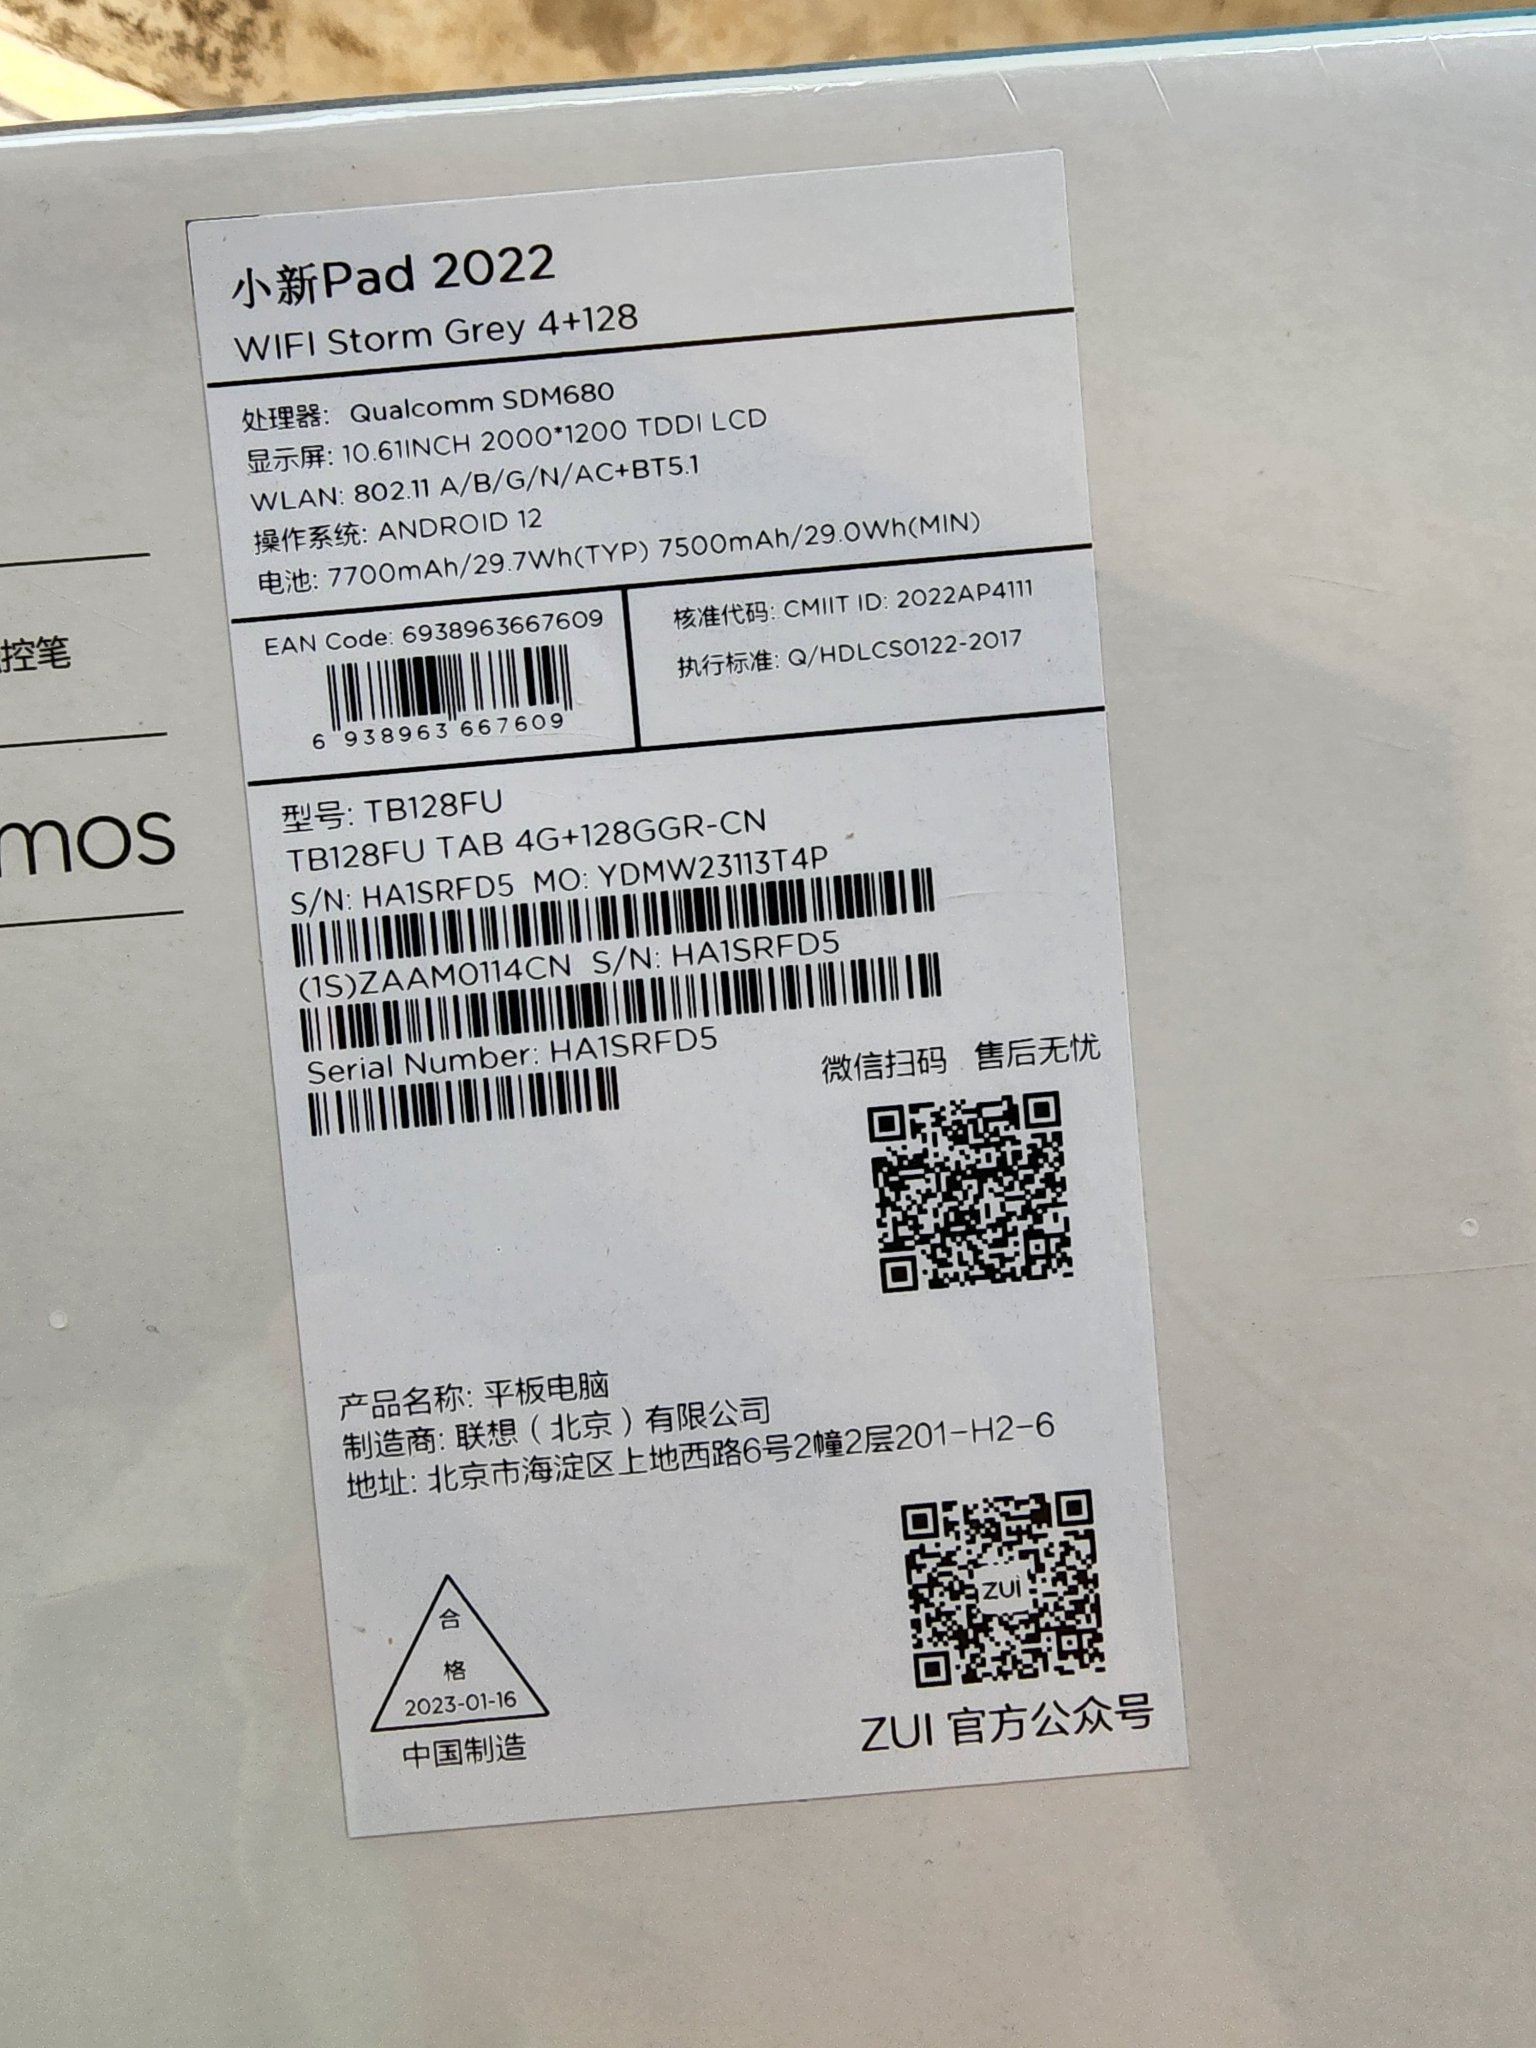 小新Pad 2022
WIFI Storm Grey 4+128
处理器: Qualcomm SDM680
显示屏: 10.61INCH 2000*1200 TDDI LCD
WLAN: 802.11 A/B/G/N/AC+BT5.1
操作系统: ANDROID 12
电池: 7700mAh/29.7Wh(TYP) 7500mAh/29.0Wh(MIN)
EAN Code: 6938963667609
6 938963 667609
核准代码: CMIIT ID: 2022AP4111
执行标准: Q/HDLCS0122-2017
控笔
mos
型号: TB128FU
TB128FU TAB 4G+128GGR-CN
S/N: HA1SRFD5 MO: YDMW23113T4P
(1S)ZAAM0114CN S/N: HA1SRFD5
Serial Number: HA1SRFD5
微信扫码 售后无忧
产品名称: 平板电脑
制造商: 联想（北京）有限公司
地址: 北京市海淀区上地西路6号2幢2层201-H2-6
合
格
2023-01-16
中国制造
ZUI
ZUI 官方公众号